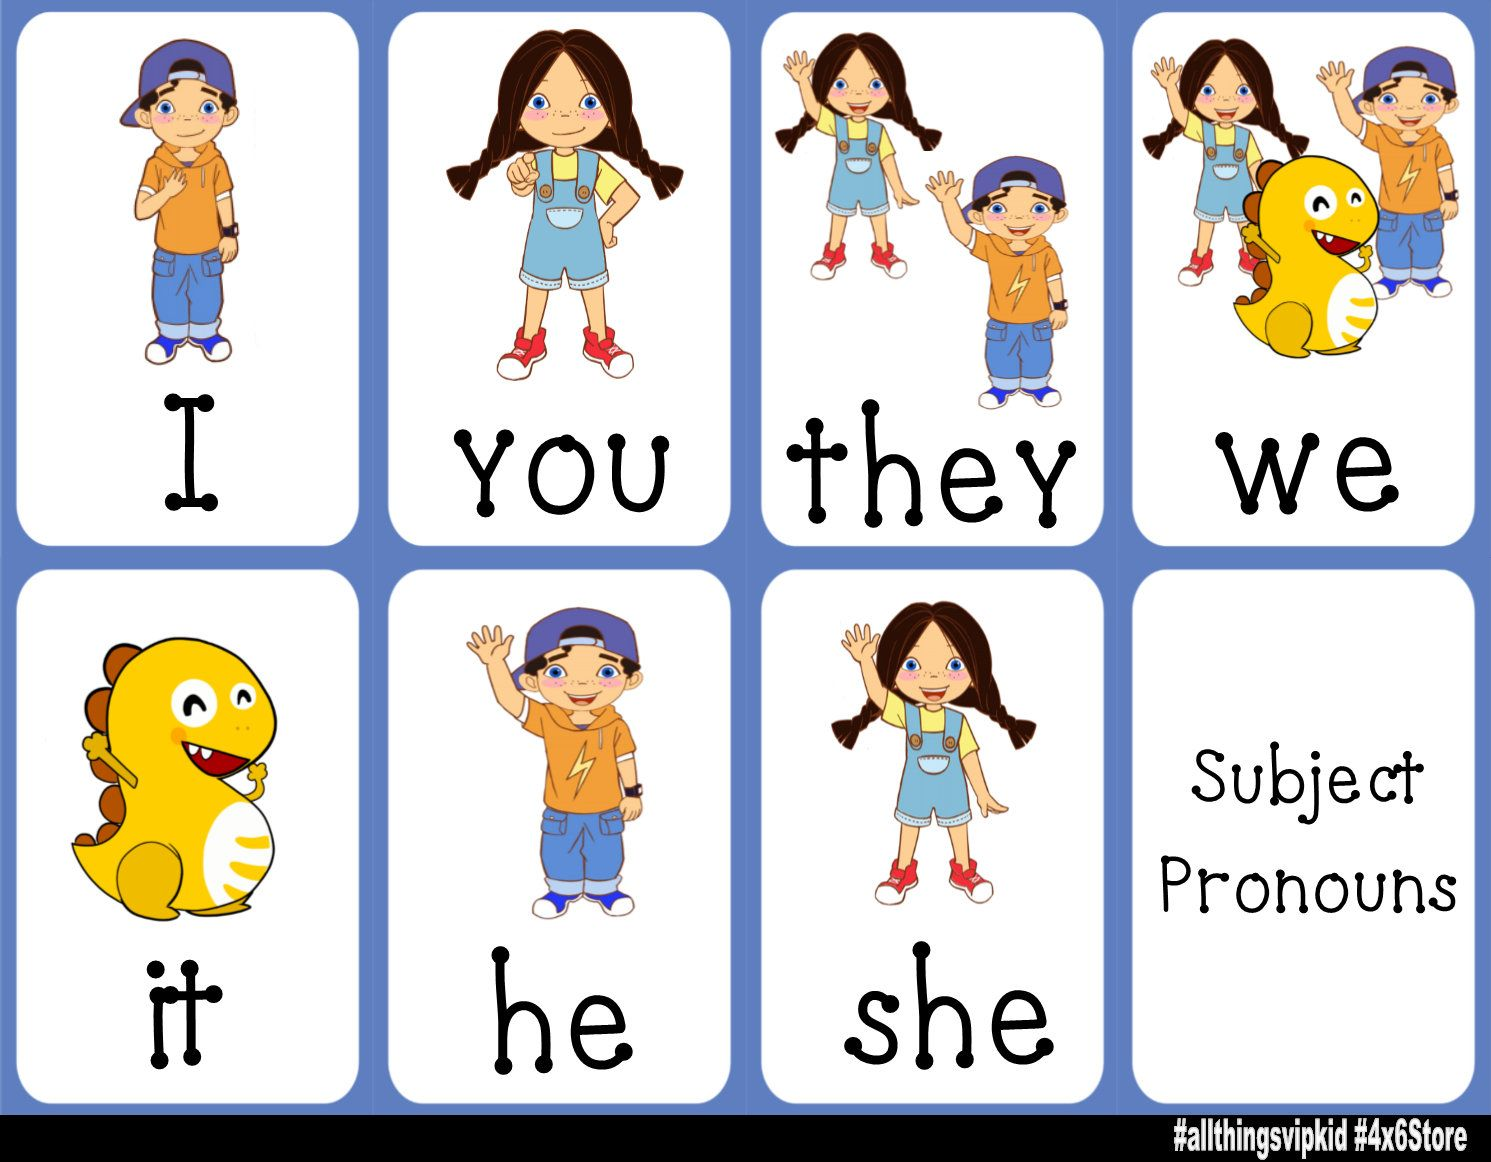 I
you
they
we
it
he
she
Subject
Pronouns
#allthingsvipkid #4x6Store